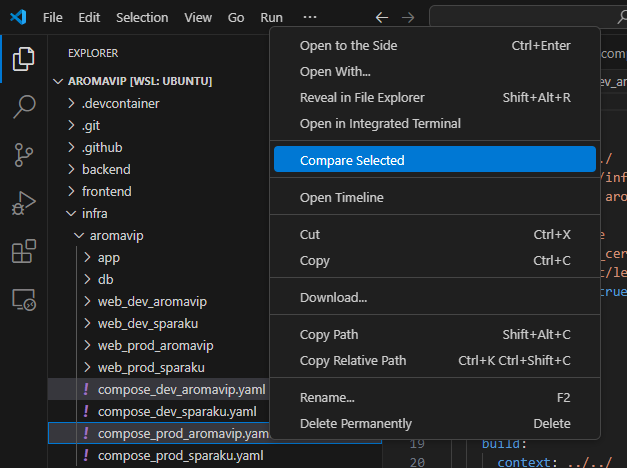 File Edit Selection View Go Run ...
EXPLORER
AROMAVIP [WSL: UBUNTU]
.devcontainer
.git
.github
backend
frontend
infra
aromavip
app
db
web_dev_aromavip
web_dev_sparaku
web_prod_aromavip
web_prod_sparaku
! compose_dev_aromavip.yaml
! compose_dev_sparaku.yaml
! compose_prod_aromavip.yam
! compose_prod_sparaku.yaml
Open to the Side Ctrl+Enter
Open With...
Reveal in File Explorer Shift+Alt+R
Open in Integrated Terminal
Compare Selected
Open Timeline
Cut Ctrl+X
Copy Ctrl+C
Download...
Copy Path Shift+Alt+C
Copy Relative Path Ctrl+K Ctrl+Shift+C
Rename... F2
Delete Permanently Delete
com
ev_a
./
/inf
aro
e
_cer
c/le
true
19 build:
20 context: ../../